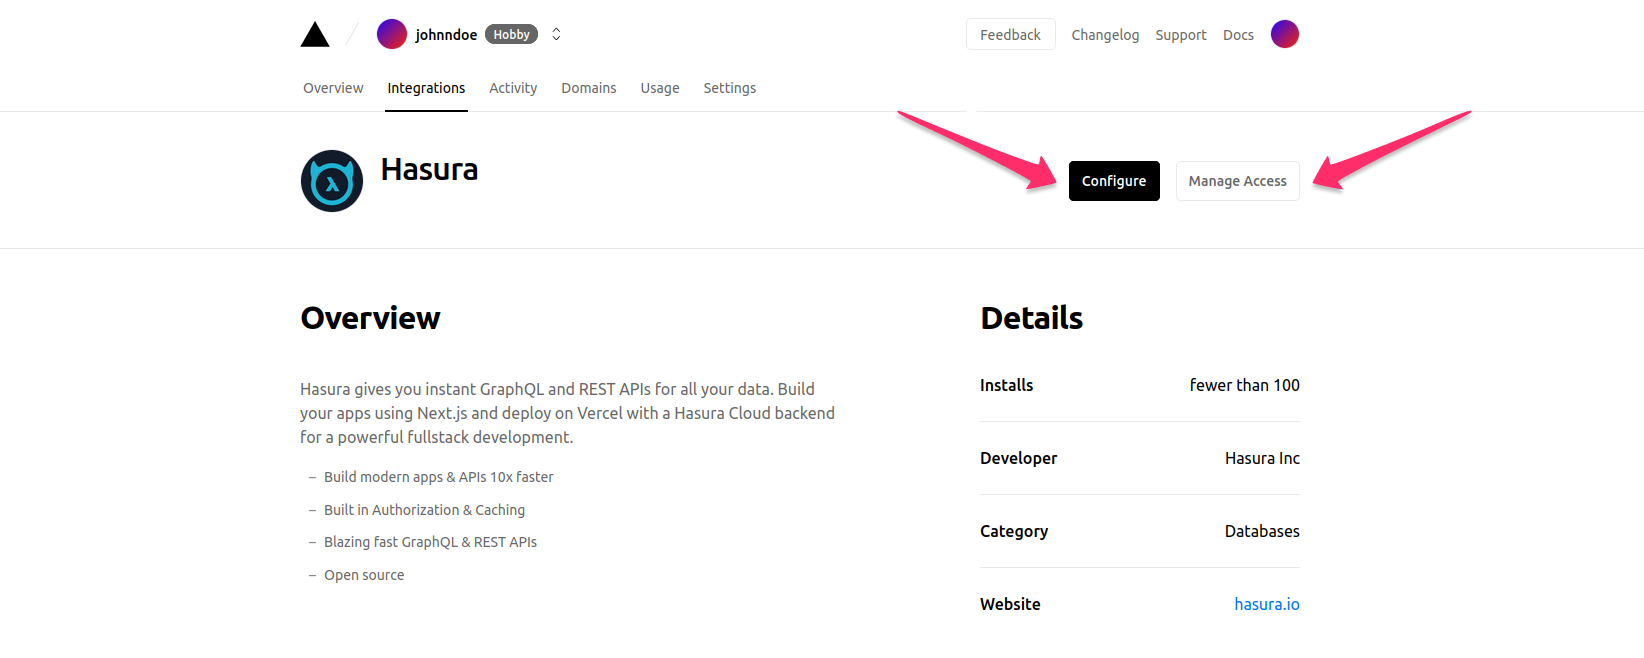 johnndoe Hobby Feedback Changelog Support Docs
Overview Integrations Activity Domains Usage Settings
Hasura
Configure Manage Access
Overview
Hasura gives you instant GraphQL and REST APIs for all your data. Build
your apps using Next.js and deploy on Vercel with a Hasura Cloud backend
for a powerful fullstack development.
– Build modern apps & APIs 10x faster
– Built in Authorization & Caching
– Blazing fast GraphQL & REST APIs
– Open source
Details
Installs fewer than 100
Developer Hasura Inc
Category Databases
Website hasura.io